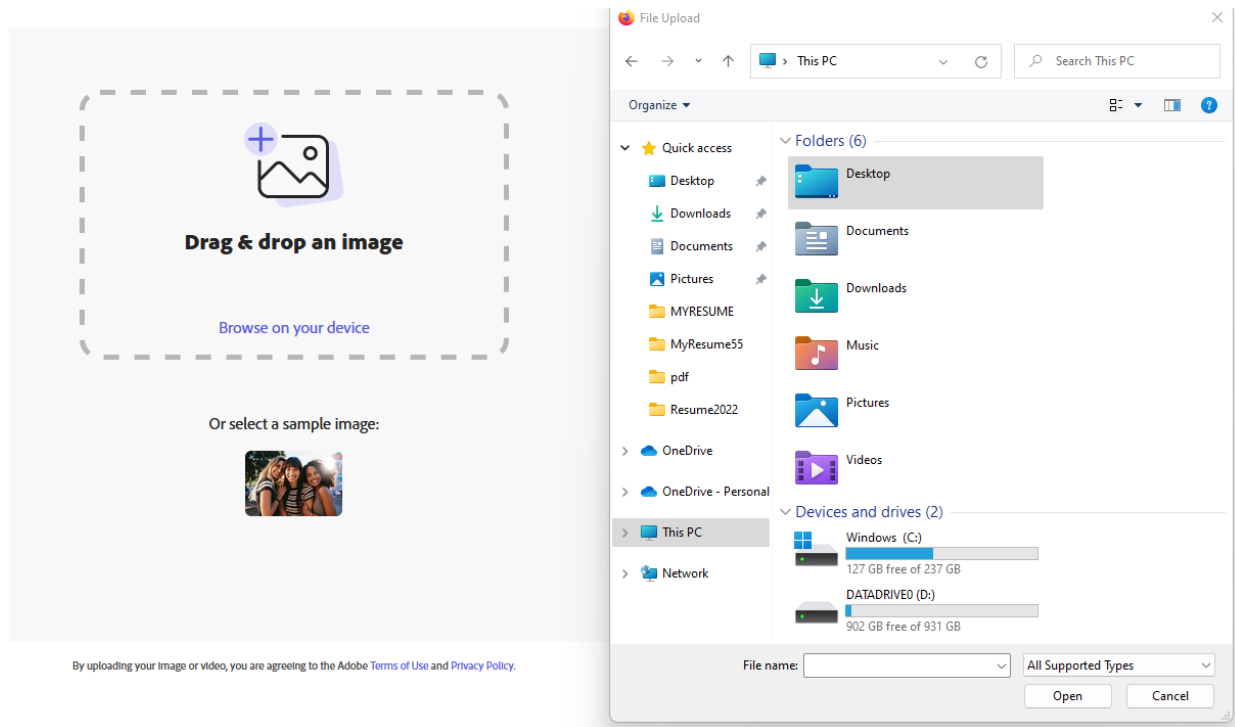 Drag & drop an image
Browse on your device
Or select a sample image:
By uploading your image or video, you are agreeing to the Adobe Terms of Use and Privacy Policy.
File Upload
This PC
Search This PC
Organize
Quick access
Desktop
Downloads
Documents
Pictures
MYRESUME
MyResume55
pdf
Resume2022
OneDrive
OneDrive - Personal
This PC
Network
Folders (6)
Desktop
Documents
Downloads
Music
Pictures
Videos
Devices and drives (2)
Windows (C:)
127 GB free of 237 GB
DATADRIVE0 (D:)
902 GB free of 931 GB
File name:
All Supported Types
Open
Cancel